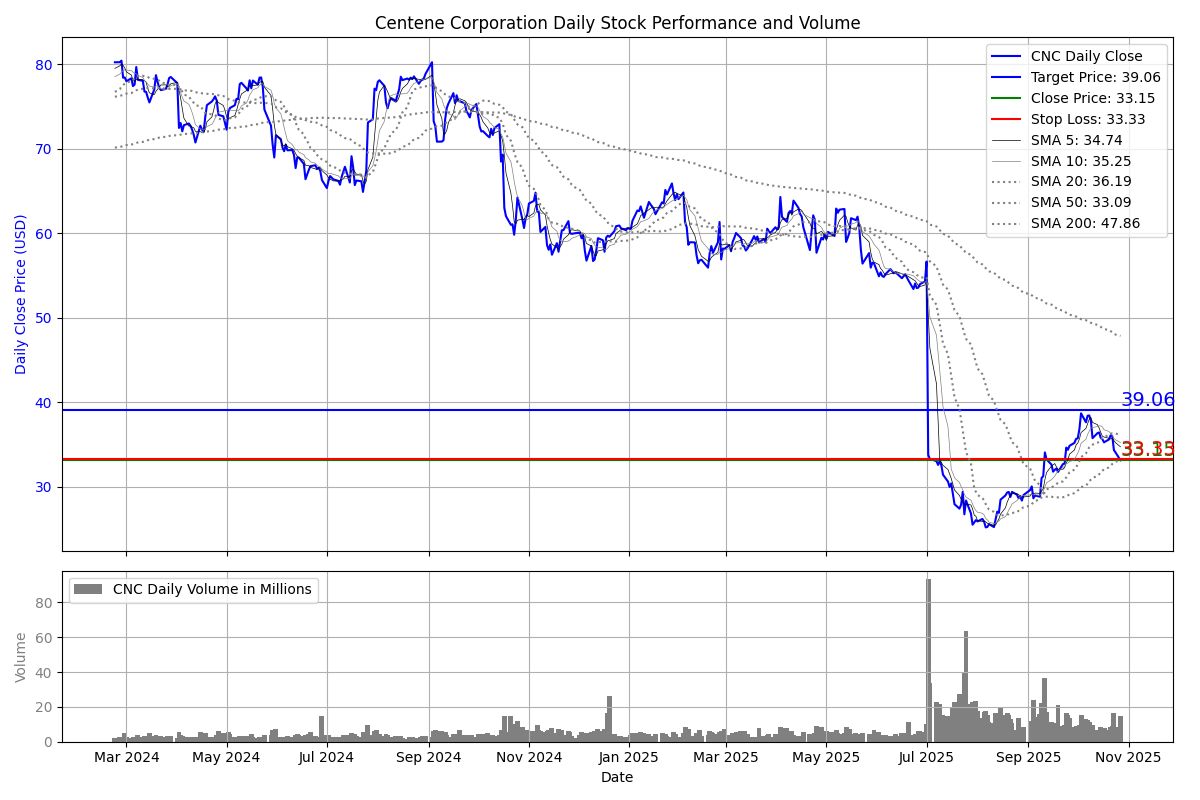 Centene Corporation Daily Stock Performance and Volume
Daily Close Price (USD)
80
70
60
50
40
30
CNC Daily Close
Target Price: 39.06
Close Price: 33.15
Stop Loss: 33.33
SMA 5: 34.74
SMA 10: 35.25
SMA 20: 36.19
SMA 50: 33.09
SMA 200: 47.86
39.06
33.15
33.33
CNC Daily Volume in Millions
Volume
80
60
40
20
0
Mar 2024 May 2024 Jul 2024 Sep 2024 Nov 2024 Jan 2025 Mar 2025 May 2025 Jul 2025 Sep 2025 Nov 2025
Date